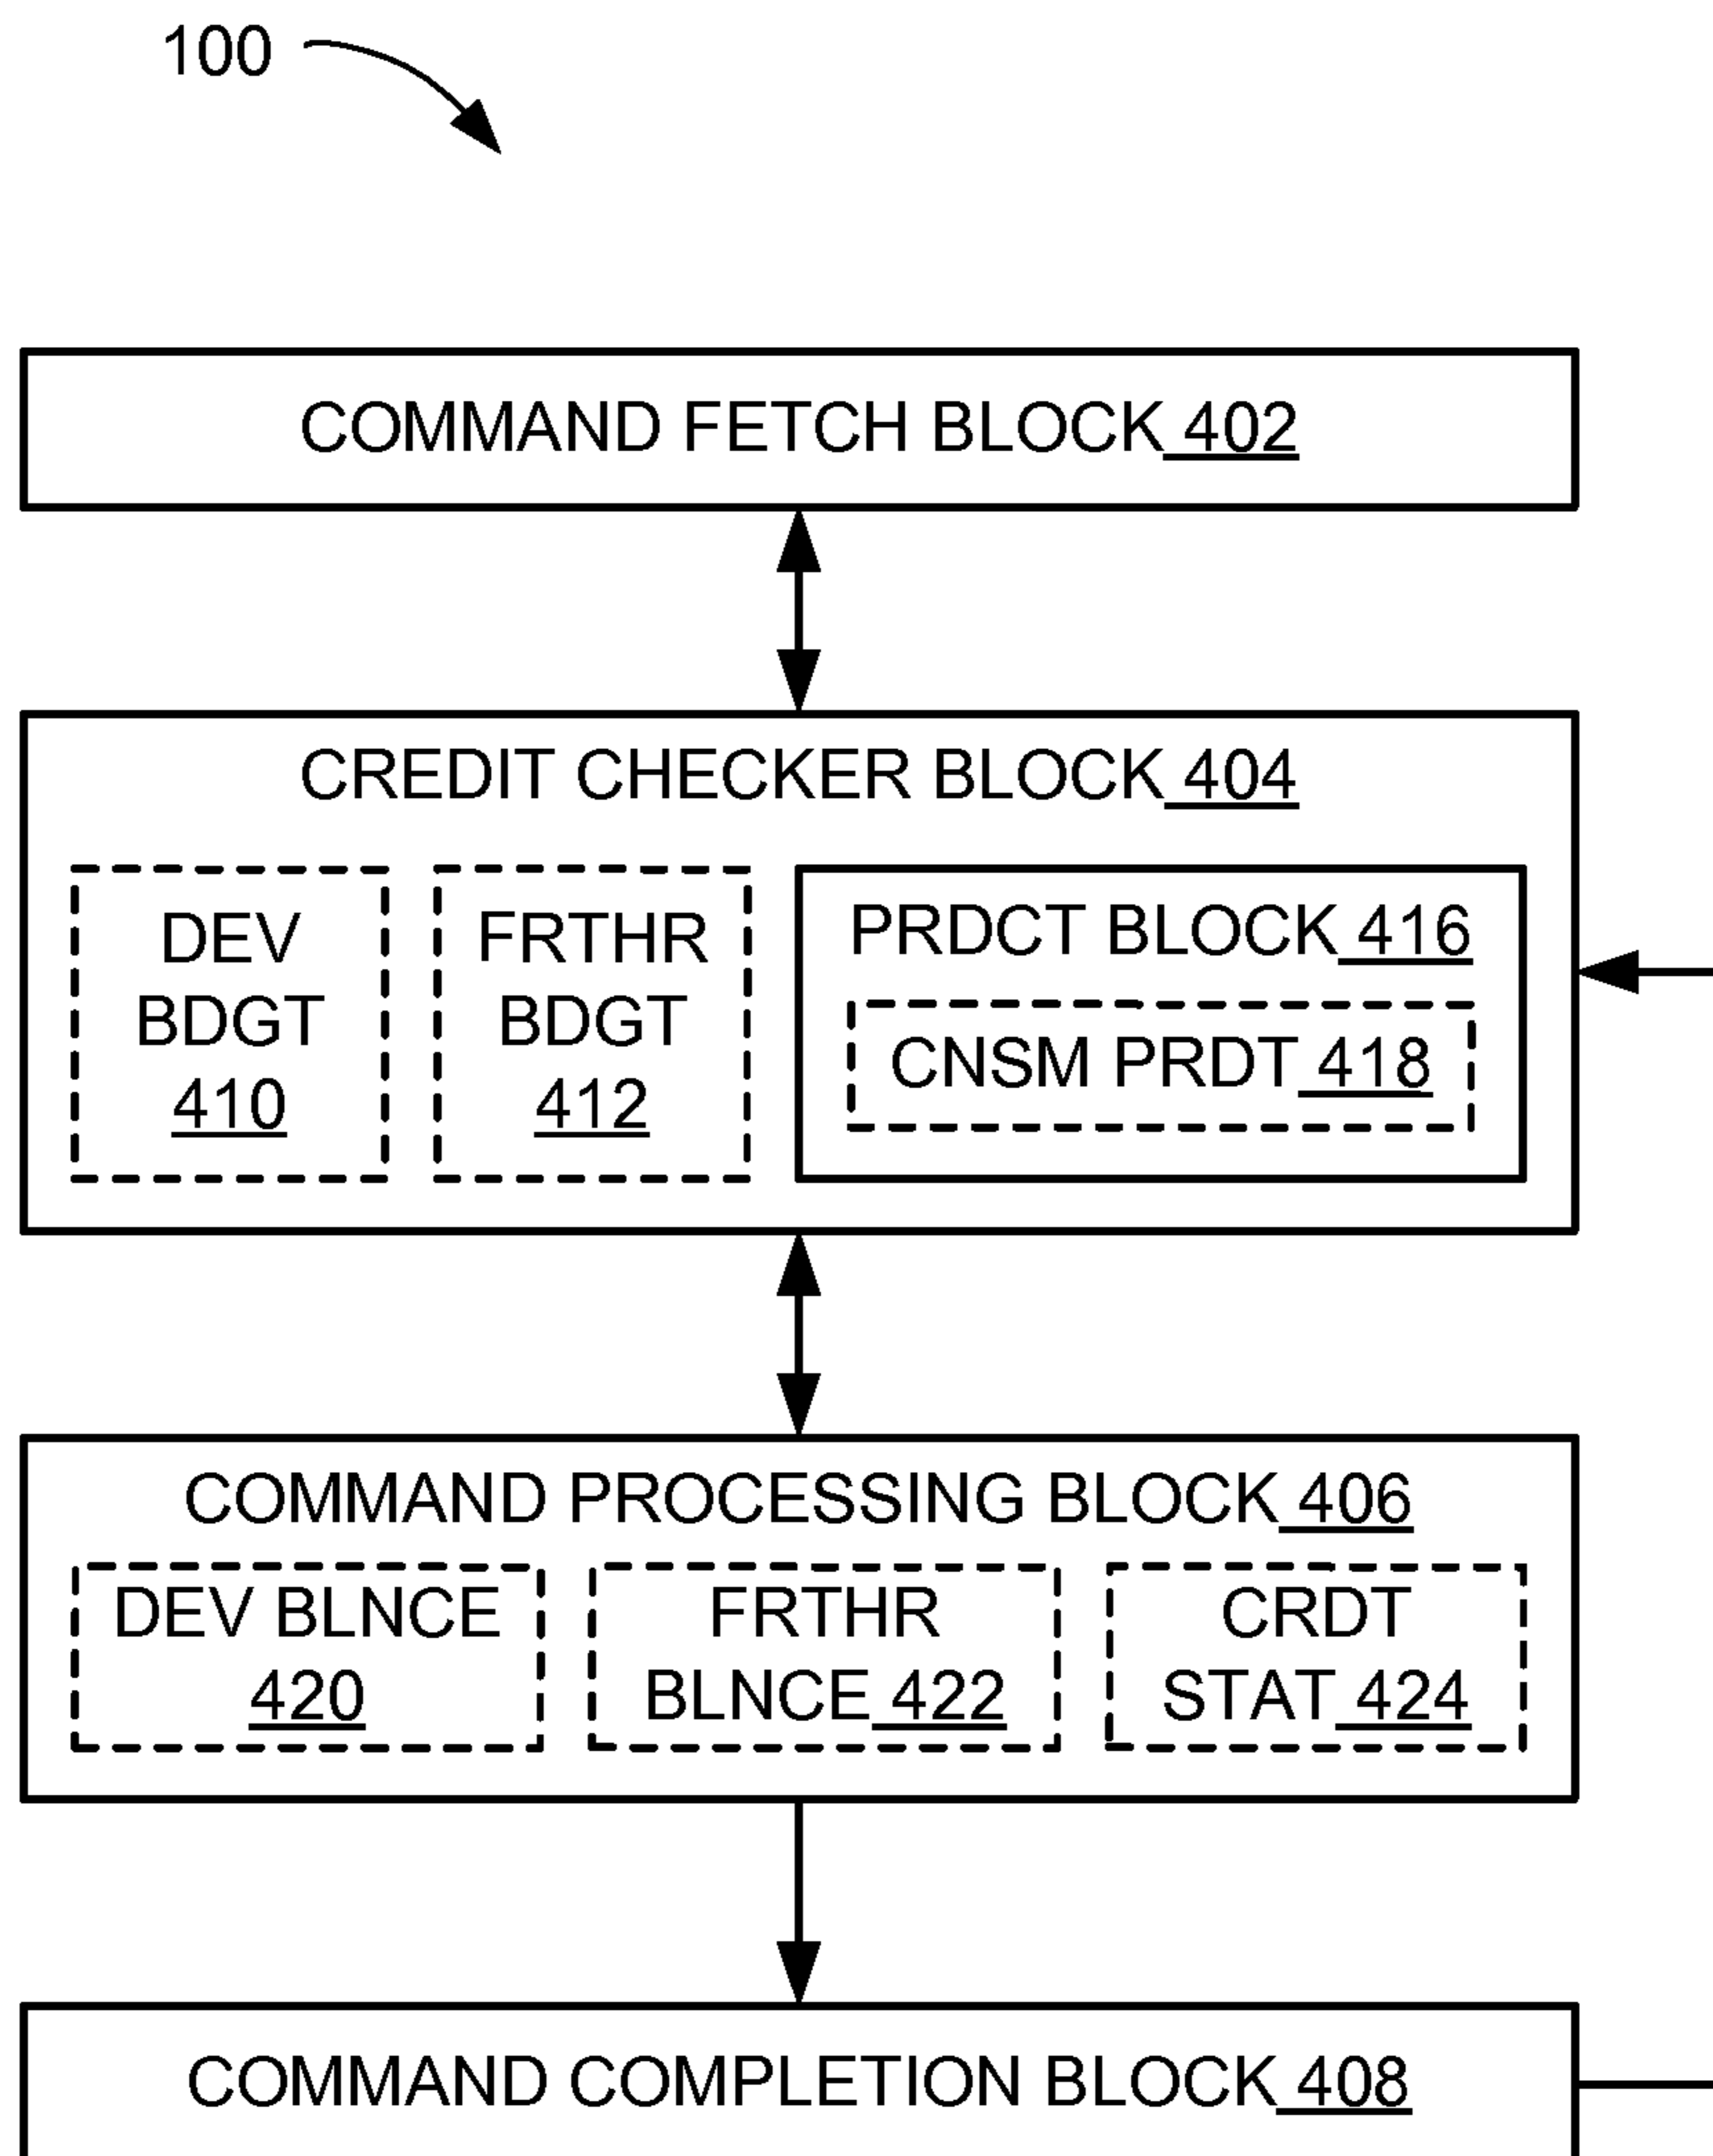 100
COMMAND FETCH BLOCK 402
CREDIT CHECKER BLOCK 404
DEV
BDGT
410
FRTHR
BDGT
412
PRDCT BLOCK 416
CNSM PRDT 418
COMMAND PROCESSING BLOCK 406
DEV BLNCE
420
FRTHR
BLNCE 422
CRDT
STAT 424
COMMAND COMPLETION BLOCK 408